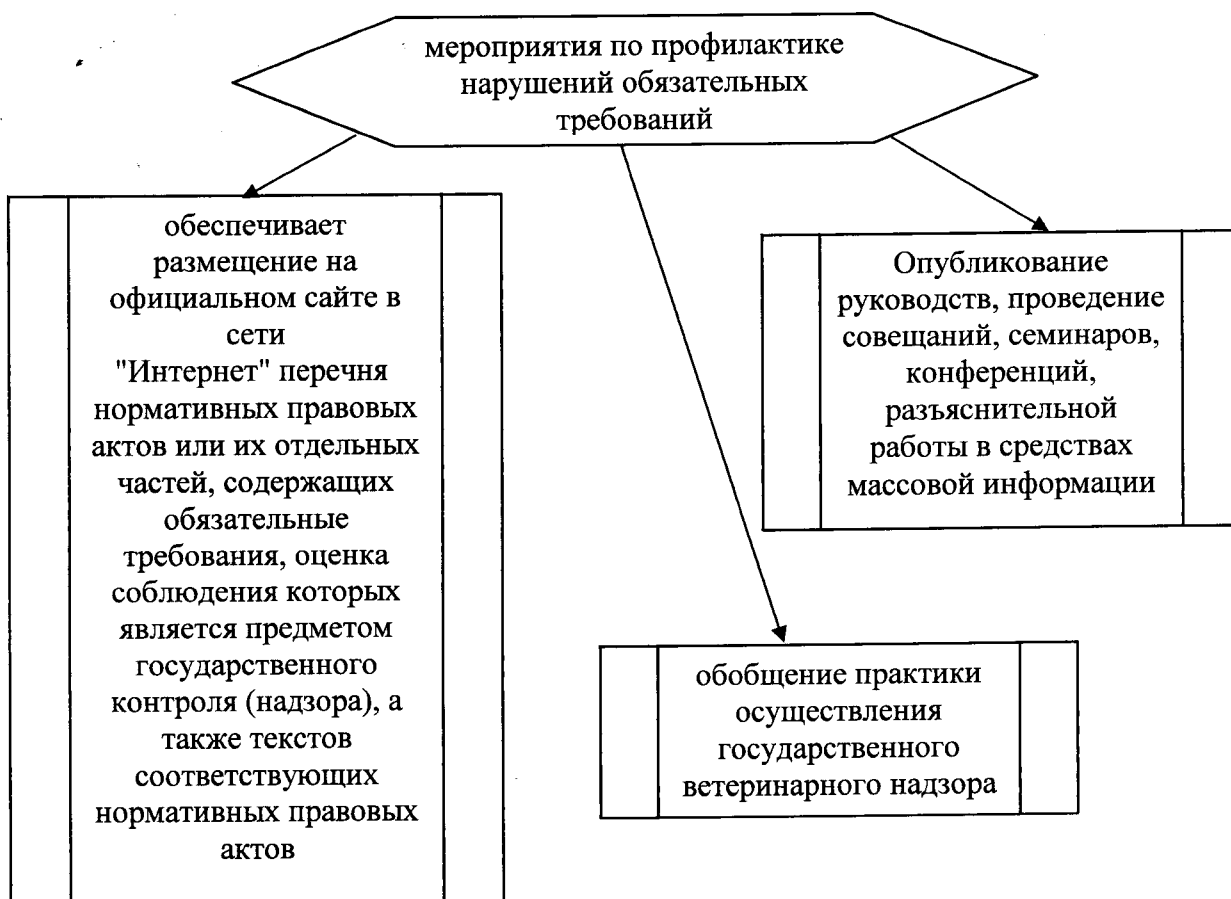 мероприятия по профилактике
нарушений обязательных
требований
обеспечивает
размещение на
официальном сайте в
сети
"Интернет" перечня
нормативных правовых
актов или их отдельных
частей, содержащих
обязательные
требования, оценка
соблюдения которых
является предметом
государственного
контроля (надзора), а
также текстов
соответствующих
нормативных правовых
актов
Опубликование
руководств, проведение
совещаний, семинаров,
конференций,
разъяснительной
работы в средствах
массовой информации
обобщение практики
осуществления
государственного
ветеринарного надзора